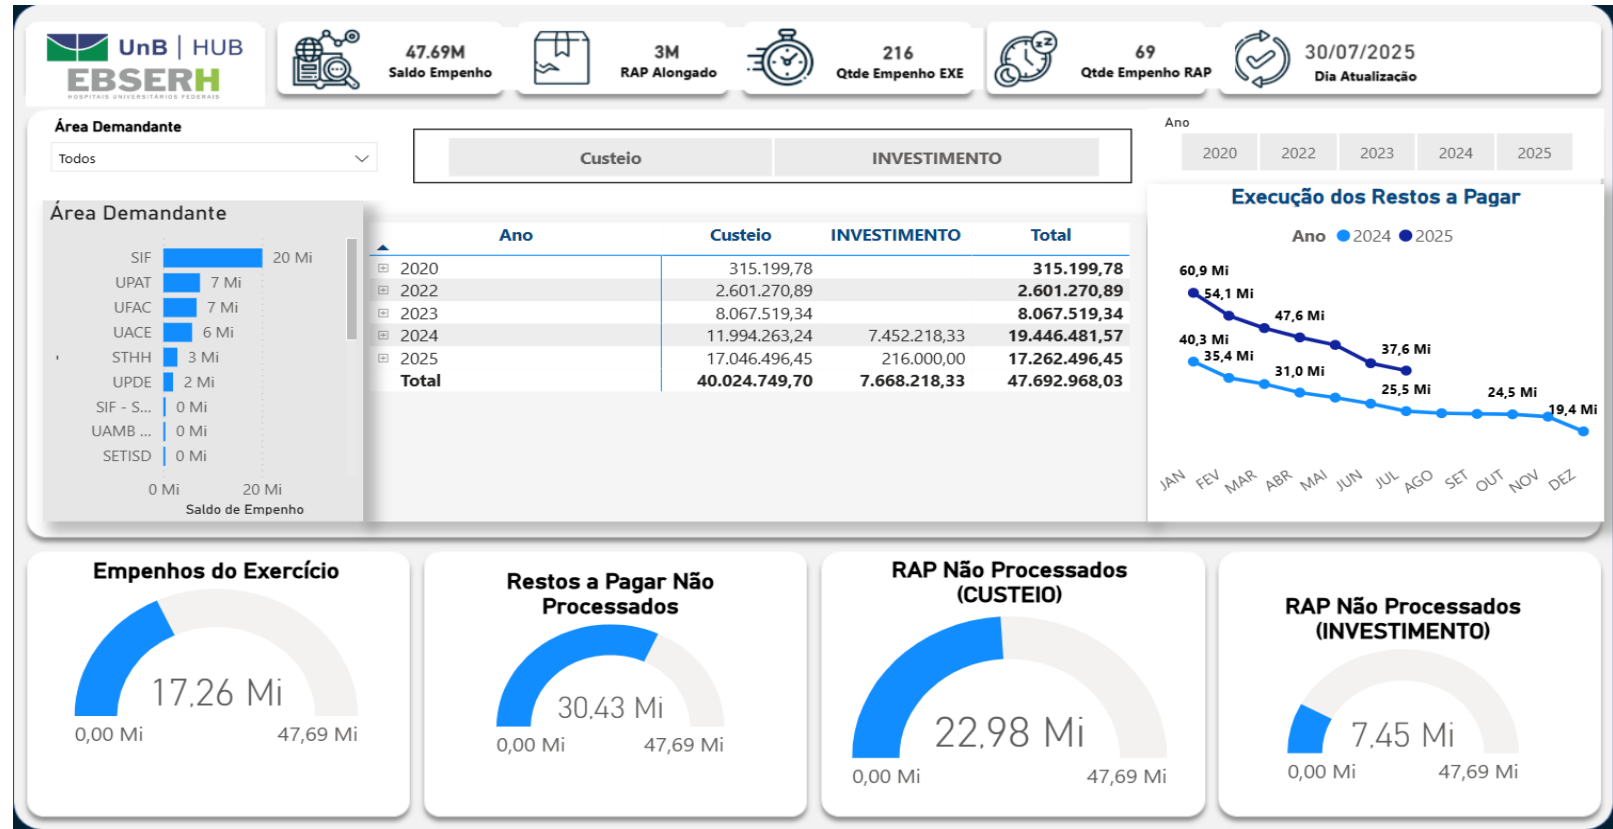 UnB | HUB
EBSERH
HOSPITAIS UNIVERSITÁRIOS FEDERAIS
47.69M
Saldo Empenho
3M
RAP Alongado
216
Qtde Empenho EXE
zz
69
Qtde Empenho RAP
30/07/2025
Dia Atualização
Área Demandante
Todos
Custeio INVESTIMENTO
Ano
2020 2022 2023 2024 2025
Área Demandante
SIF 20 Mi
UPAT 7 Mi
UFAC 7 Mi
UACE 6 Mi
STHH 3 Mi
UPDE 2 Mi
SIF - S... 0 Mi
UAMB ... 0 Mi
SETISD 0 Mi
0 Mi 20 Mi
Saldo de Empenho
Ano Custeio INVESTIMENTO Total
2020 315.199,78 315.199,78
2022 2.601.270,89 2.601.270,89
2023 8.067.519,34 8.067.519,34
2024 11.994.263,24 7.452.218,33 19.446.481,57
2025 17.046.496,45 216.000,00 17.262.496,45
Total 40.024.749,70 7.668.218,33 47.692.968,03
Execução dos Restos a Pagar
Ano 2024 2025
60,9 Mi
54,1 Mi
47,6 Mi
37,6 Mi
40,3 Mi
35,4 Mi
31,0 Mi
25,5 Mi
24,5 Mi
19,4 Mi
JAN FEV MAR ABR MAI JUN JUL AGO SET OUT NOV DEZ
Empenhos do Exercício
17,26 Mi
0,00 Mi 47,69 Mi
Restos a Pagar Não
Processados
30,43 Mi
0,00 Mi 47,69 Mi
RAP Não Processados
(CUSTEIO)
22,98 Mi
0,00 Mi 47,69 Mi
RAP Não Processados
(INVESTIMENTO)
7,45 Mi
0,00 Mi 47,69 Mi